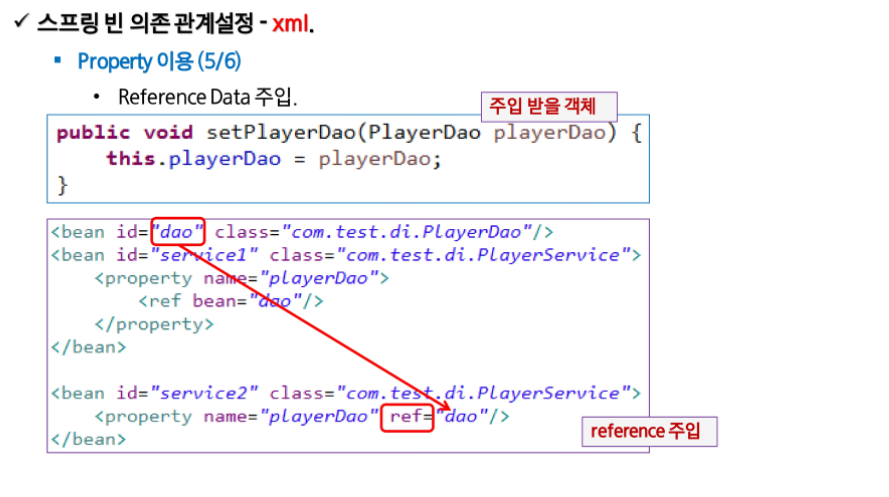 ✓ 스프링 빈 의존 관계설정 - xml.
▪ Property 이용 (5/6)
• Reference Data 주입.
주입 받을 객체
public void setPlayerDao(PlayerDao playerDao) {
this.playerDao = playerDao;
}
<bean id="dao" class="com.test.di.PlayerDao"/>
<bean id="service1" class="com.test.di.PlayerService">
<property name="playerDao">
<ref bean="dao"/>
</property>
</bean>
<bean id="service2" class="com.test.di.PlayerService">
<property name="playerDao" ref="dao"/>
</bean>
reference 주입